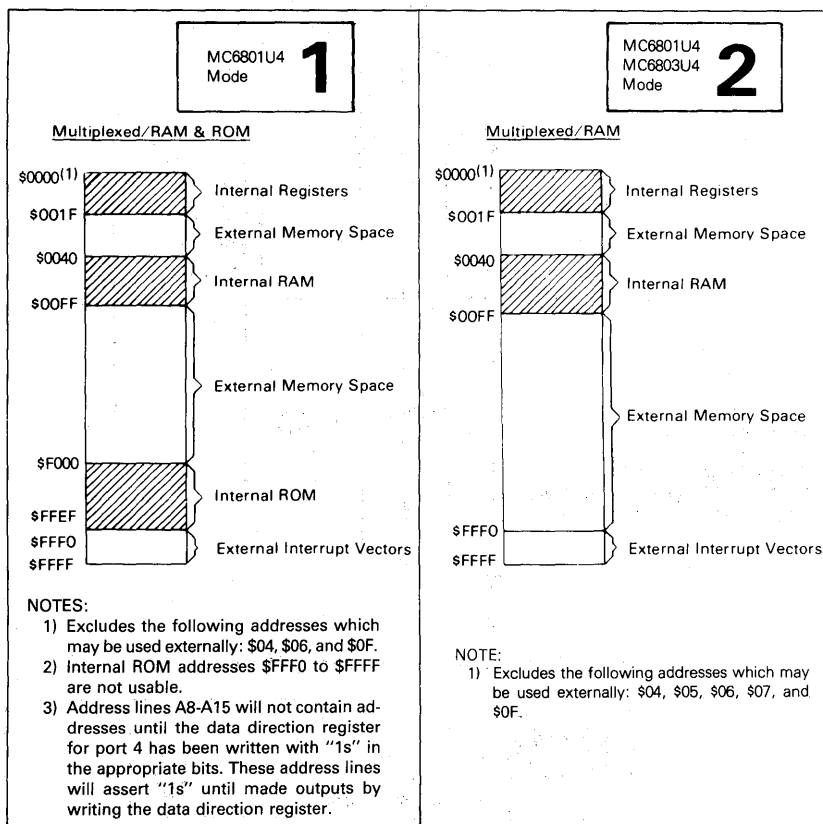 MC6801U4
Mode
1
Multiplexed/RAM & ROM
$0000(1)
Internal Registers
$001F
External Memory Space
$0040
Internal RAM
$00FF
External Memory Space
$F000
Internal ROM
$FFEF
$FFF0
External Interrupt Vectors
$FFFF
NOTES:
1) Excludes the following addresses which
may be used externally: $04, $06, and $0F.
2) Internal ROM addresses $FFF0 to $FFFF
are not usable.
3) Address lines A8-A15 will not contain ad-
dresses until the data direction register
for port 4 has been written with "1s" in
the appropriate bits. These address lines
will assert "1s" until made outputs by
writing the data direction register.
MC6801U4
MC6803U4
Mode
2
Multiplexed/RAM
$0000(1)
Internal Registers
$001F
External Memory Space
$0040
Internal RAM
$00FF
External Memory Space
$FFF0
External Interrupt Vectors
$FFFF
NOTE:
1) Excludes the following addresses which may
be used externally: $04, $05, $06, $07, and
$0F.